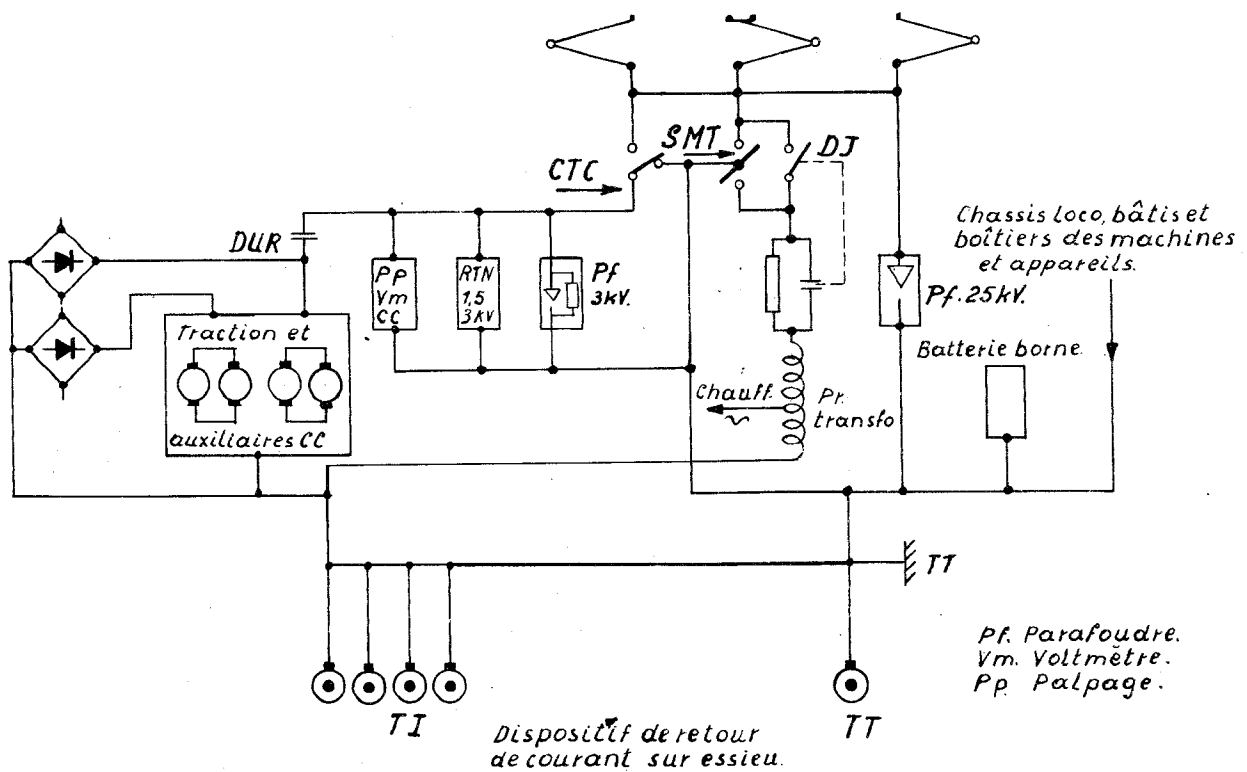 SMT
DJ
CTC
Chassis loco, bâtis et
boîtiers des machines
et appareils.
DUR
Pp
Vm
CC
RTN
1,5
3kV
Pf
3kV.
Pf. 25kV.
Traction et
auxiliaires CC
Batterie borne
Chauff.
~
Pr.
transfo
TT
Pf. Parafoudre.
Vm. Voltmètre.
Pp Palpage.
TI
TT
Dispositif de retour
de courant sur essieu.